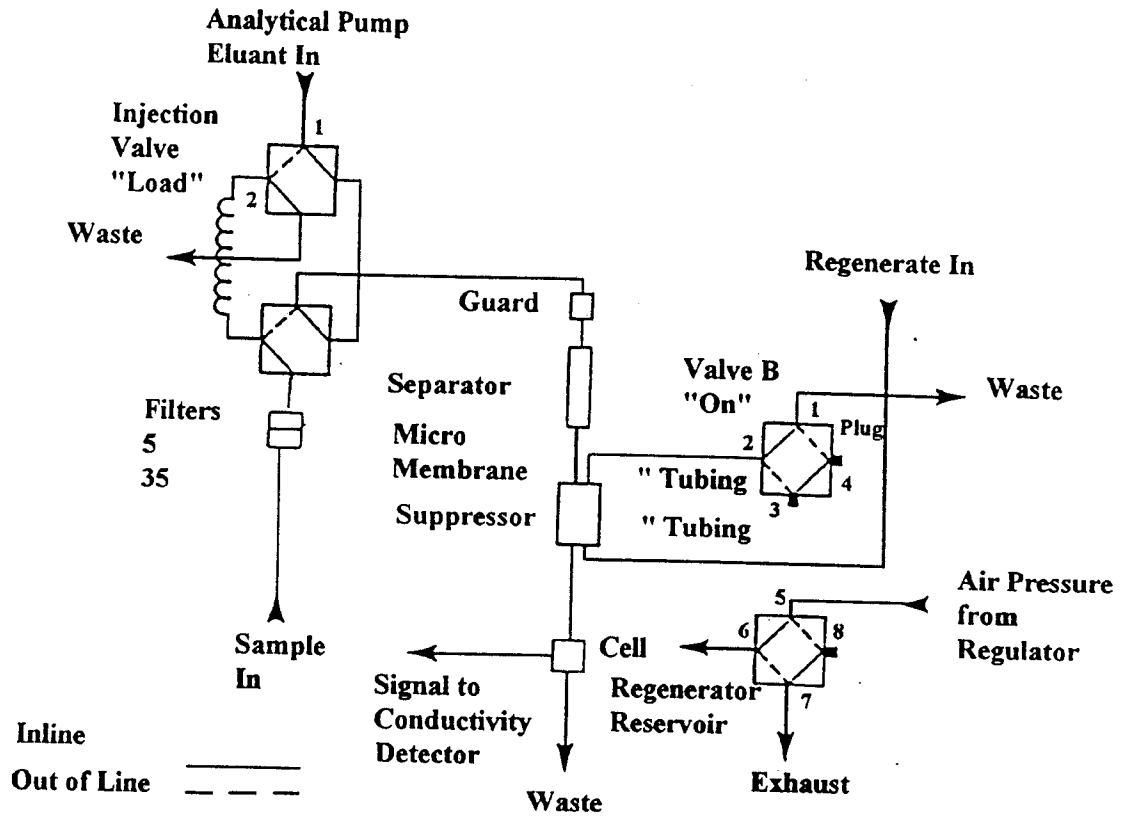 Analytical Pump
Eluant In
1
Injection
Valve
"Load"
2
Waste
Regenerate In
Guard
Separator
Valve B
"On"
Waste
1
Plug
2
4
3
Filters
5
35
Micro
Membrane
Suppressor
" Tubing
" Tubing
Air Pressure
from
Regulator
5
6
8
7
Sample
In
Cell
Signal to
Conductivity
Detector
Regenerator
Reservoir
Exhaust
Waste
Inline
Out of Line